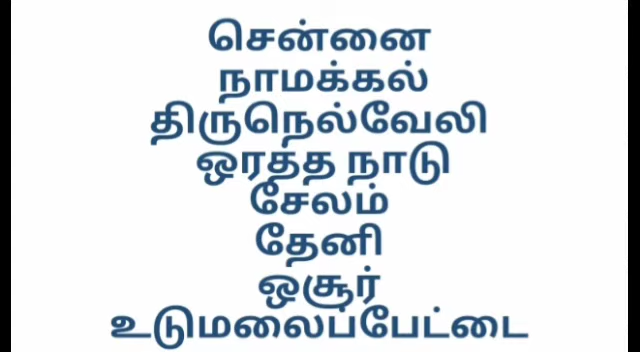 சென்னை
நாமக்கல்
திருநெல்வேலி
ஒரத்த நாடு
சேலம்
தேனி
ஒசூர்
உடுமலைப்பேட்டை